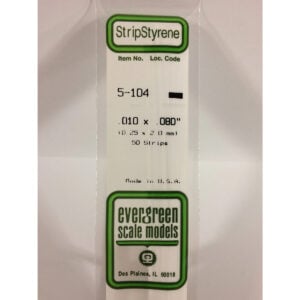 StripStyrene
Item No. Loc. Code
5-104
.010 x .080"
(0.25 x 2.0 mm)
50 Strips
Made in U.S.A.
evergreen
scale models
Des Plaines, IL 60018